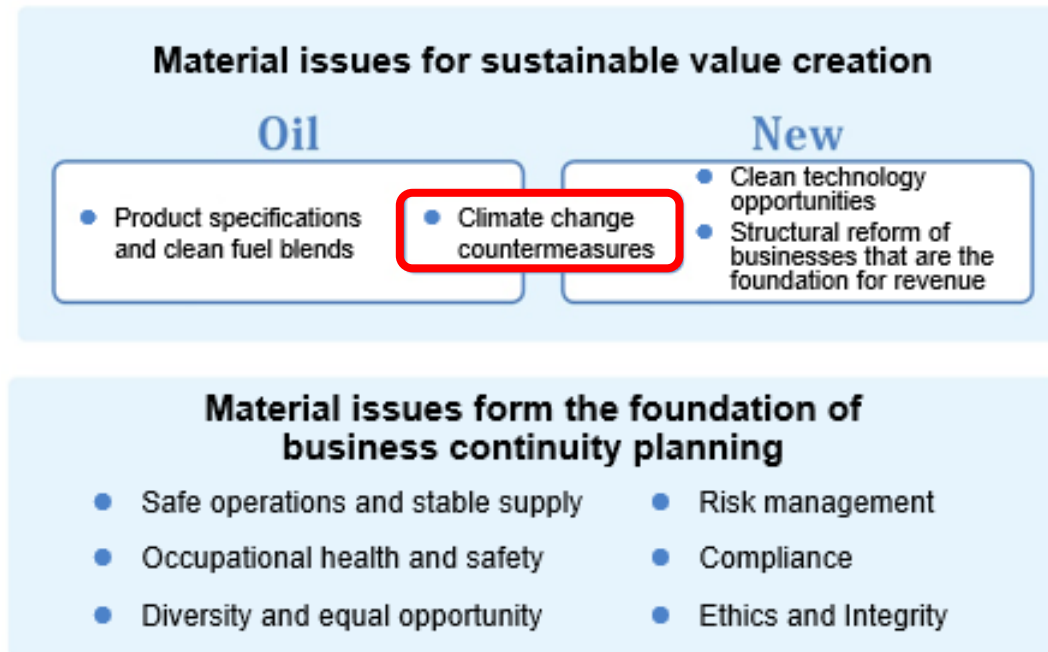 Material issues for sustainable value creation
Oil
New
Product specifications
and clean fuel blends
Climate change
countermeasures
Clean technology
opportunities
Structural reform of
businesses that are the
foundation for revenue
Material issues form the foundation of
business continuity planning
Safe operations and stable supply
Occupational health and safety
Diversity and equal opportunity
Risk management
Compliance
Ethics and Integrity